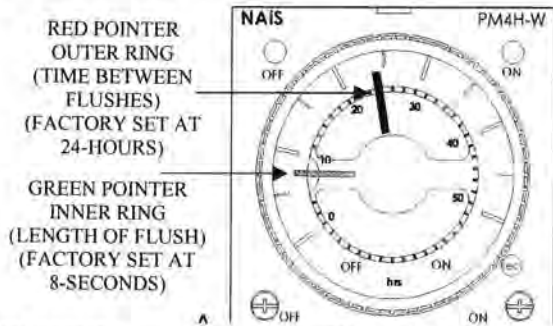 RED POINTER
OUTER RING
(TIME BETWEEN
FLUSHES)
(FACTORY SET AT
24-HOURS)
GREEN POINTER
INNER RING
(LENGTH OF FLUSH)
(FACTORY SET AT
8-SECONDS)
NAiS PM4H-W
OFF ON
20 30
10 40
0 50
OFF ON
hrs
sec
OFF ON
A